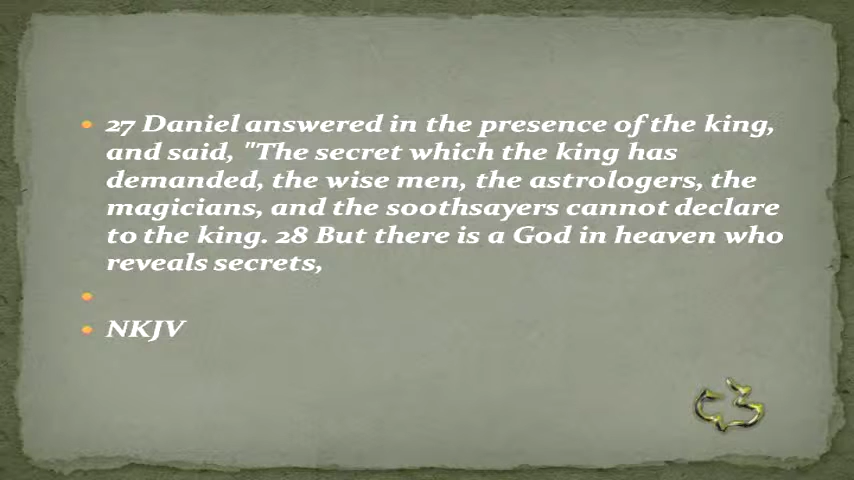 27 Daniel answered in the presence of the king,
and said, "The secret which the king has
demanded, the wise men, the astrologers, the
magicians, and the soothsayers cannot declare
to the king. 28 But there is a God in heaven who
reveals secrets,
NKJV